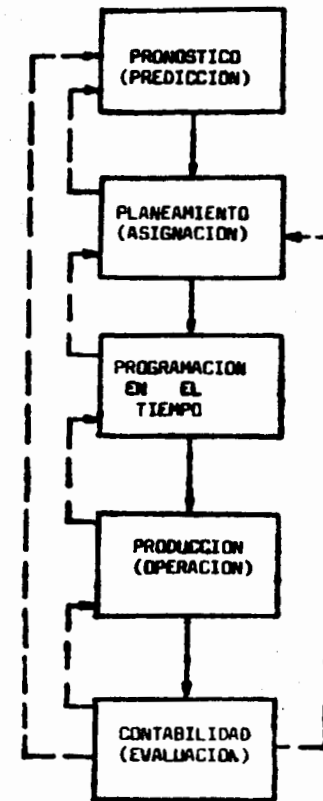 PRONOSTICO
(PREDICCION)
PLANEAMIENTO
(ASIGNACION)
PROGRAMACION
EN EL
TIEMPO
PRODUCCION
(OPERACION)
CONTABILIDAD
(EVALUACION)